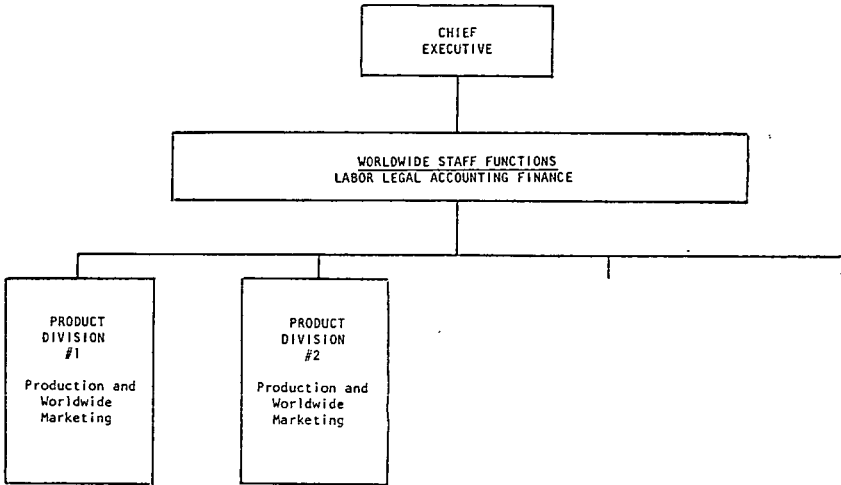 CHIEF
EXECUTIVE
WORLDWIDE STAFF FUNCTIONS
LABOR LEGAL ACCOUNTING FINANCE
PRODUCT
DIVISION
#1
Production and
Worldwide
Marketing
PRODUCT
DIVISION
#2
Production and
Worldwide
Marketing